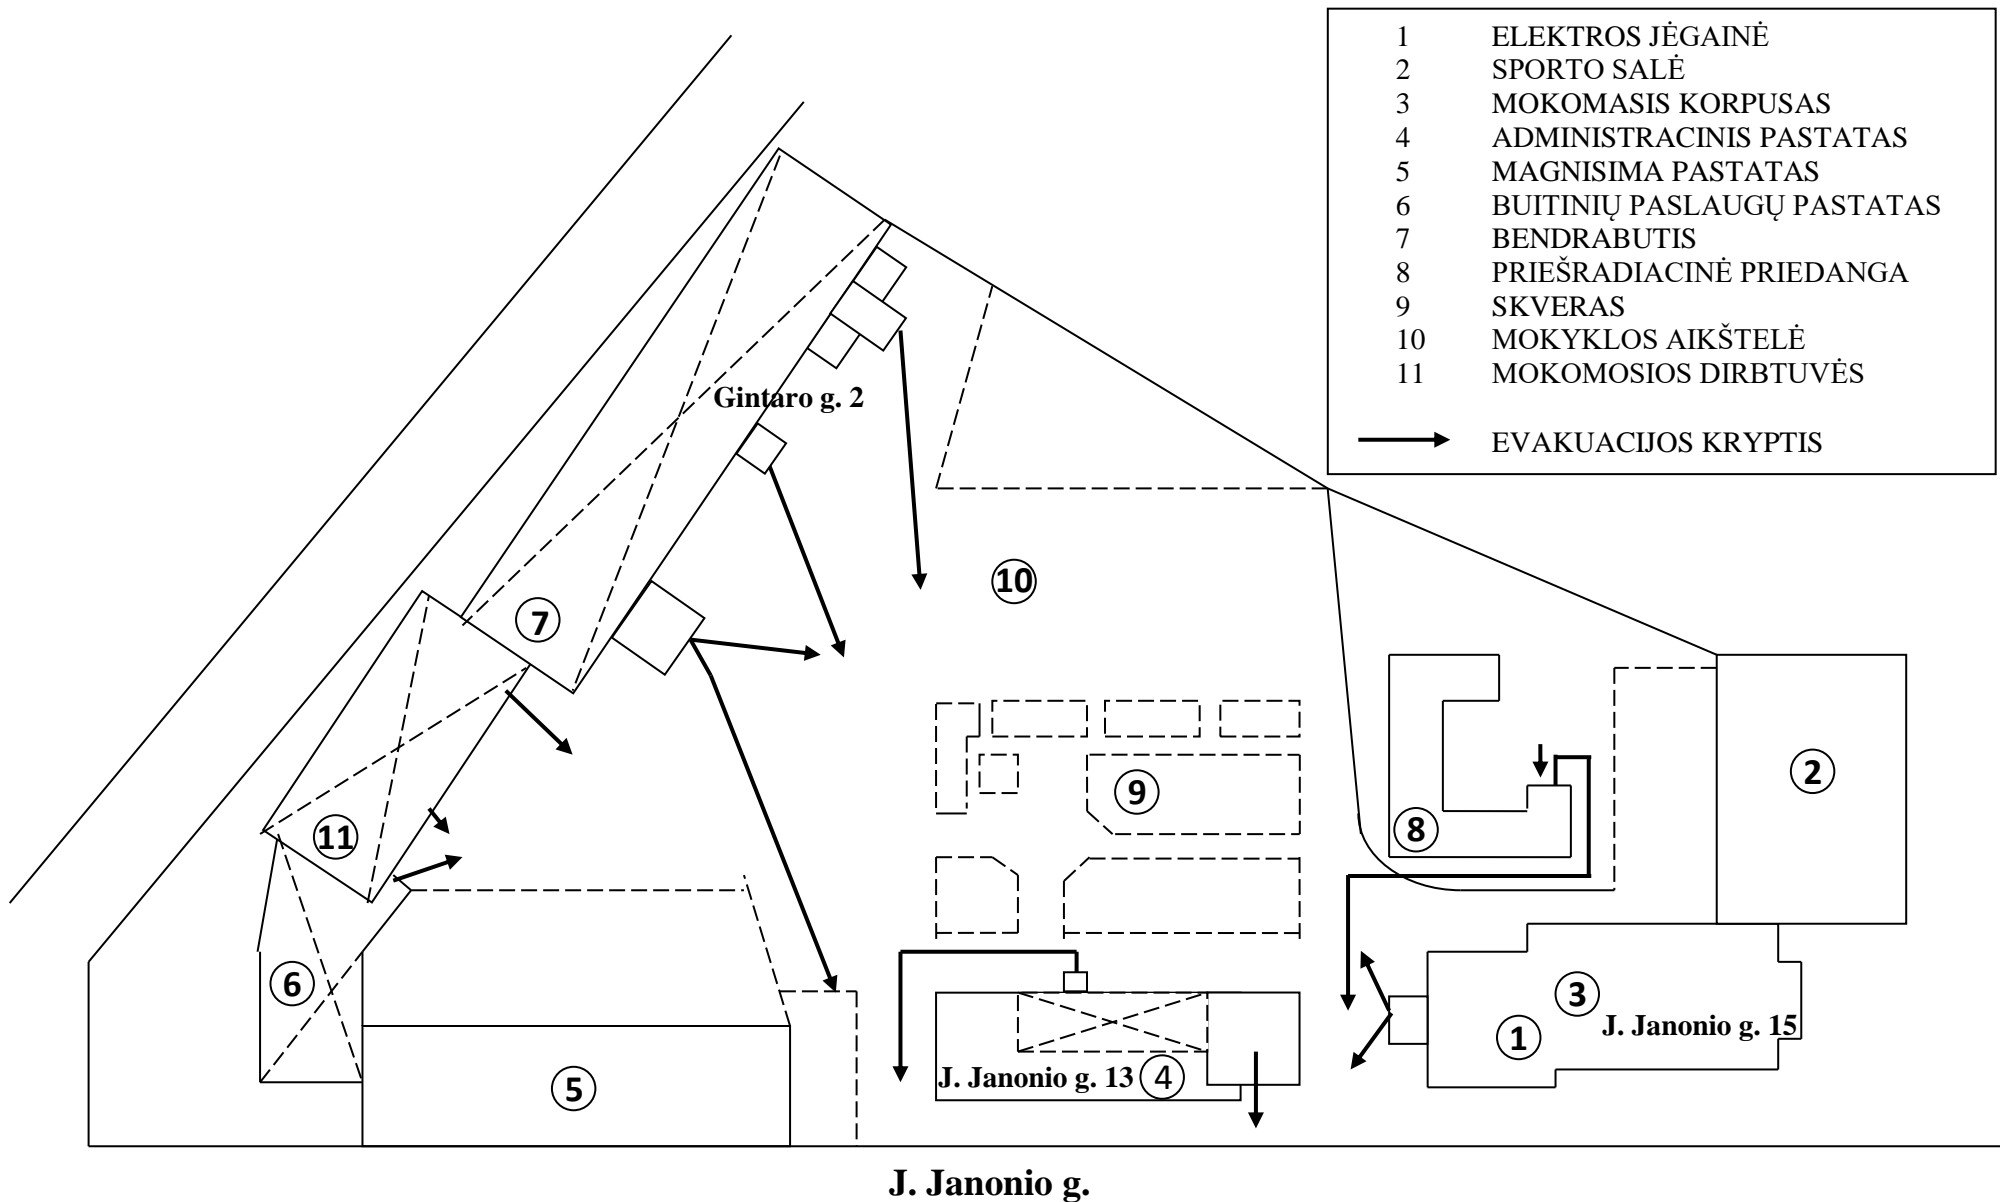 1 ELEKTROS JĖGAINĖ
2 SPORTO SALĖ
3 MOKOMASIS KORPUSAS
4 ADMINISTRACINIS PASTATAS
5 MAGNISIMA PASTATAS
6 BUITINIŲ PASLAUGŲ PASTATAS
7 BENDRABUTIS
8 PRIEŠRADIACINĖ PRIEDANGA
9 SKVERAS
10 MOKYKLOS AIKŠTELĖ
11 MOKOMOSIOS DIRBTUVĖS
EVAKUACIJOS KRYPTIS
Gintaro g. 2
10
7
2
9
8
11
6
3
J. Janonio g. 15
1
J. Janonio g. 13
4
5
J. Janonio g.